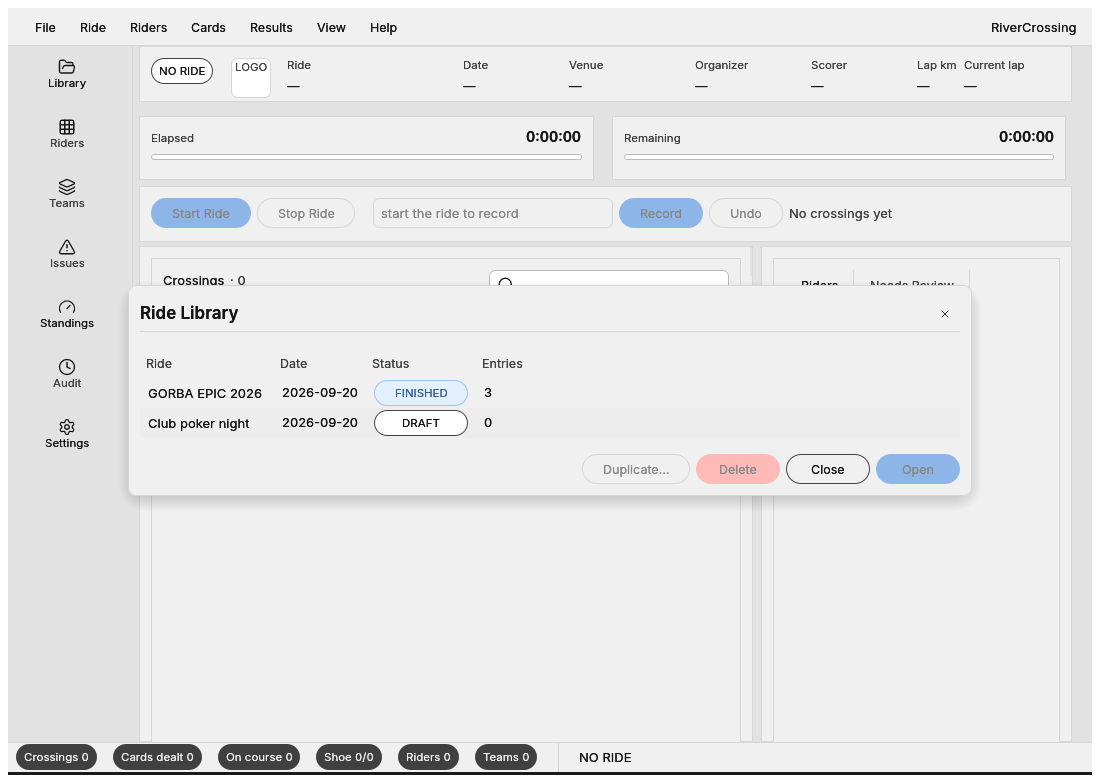 File Ride Riders Cards Results View Help RiverCrossing
Library
Riders
Teams
Issues
Standings
Audit
Settings
NO RIDE LOGO Ride Date Venue Organizer Scorer Lap km Current lap
— — — — — — —
Elapsed 0:00:00 Remaining 0:00:00
Start Ride Stop Ride start the ride to record Record Undo No crossings yet
Crossings · 0 Riders Needs Review
Ride Library ×
Ride Date Status Entries
GORBA EPIC 2026 2026-09-20 FINISHED 3
Club poker night 2026-09-20 DRAFT 0
Duplicate... Delete Close Open
Crossings 0 Cards dealt 0 On course 0 Shoe 0/0 Riders 0 Teams 0 NO RIDE